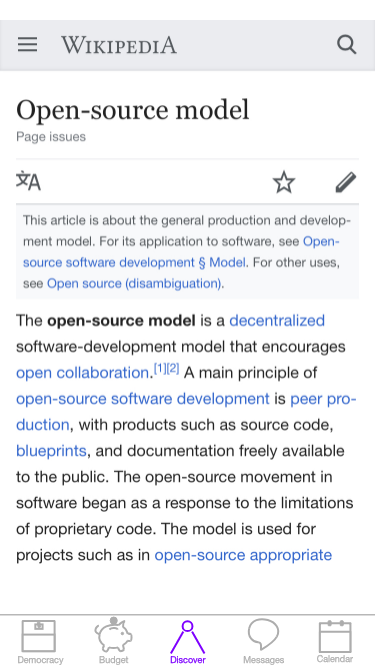 WIKIPEDIA
Open-source model
Page issues
This article is about the general production and develop-
ment model. For its application to software, see Open-
source software development § Model. For other uses,
see Open source (disambiguation).
The open-source model is a decentralized
software-development model that encourages
open collaboration.[1][2] A main principle of
open-source software development is peer pro-
duction, with products such as source code,
blueprints, and documentation freely available
to the public. The open-source movement in
software began as a response to the limitations
of proprietary code. The model is used for
projects such as in open-source appropriate
Democracy Budget Discover Messages Calendar